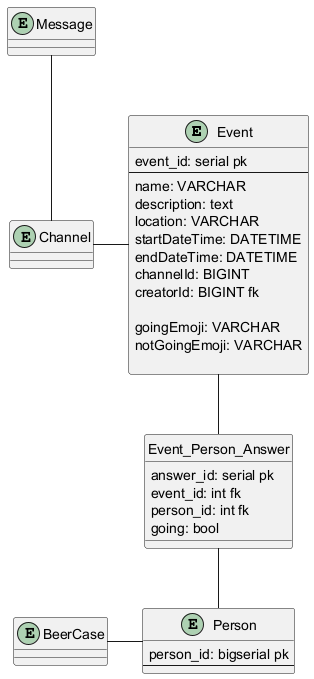 E Message
E Event
event_id: serial pk
name: VARCHAR
description: text
location: VARCHAR
startDateTime: DATETIME
endDateTime: DATETIME
channelId: BIGINT
creatorId: BIGINT fk
goingEmoji: VARCHAR
notGoingEmoji: VARCHAR
E Channel
Event_Person_Answer
answer_id: serial pk
event_id: int fk
person_id: int fk
going: bool
E BeerCase
E Person
person_id: bigserial pk